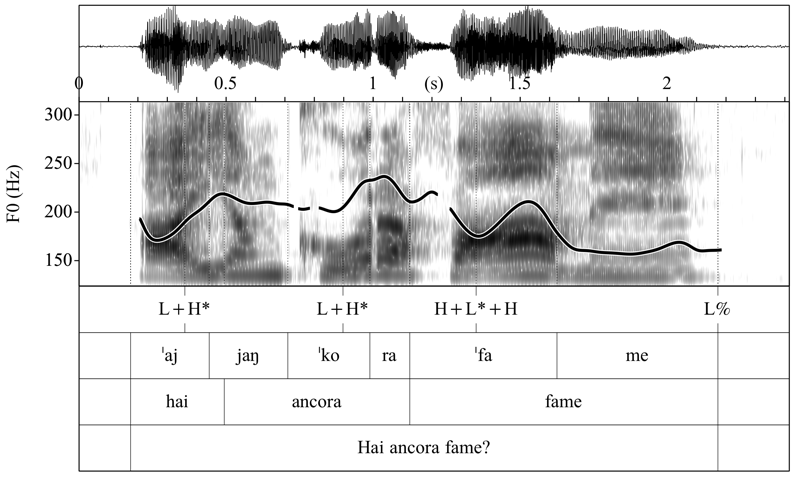 0 0.5 1 (s) 1.5 2
300
250
200
150
F0 (Hz)
L+H* L+H* H+L*+H L%
ˈaj jaŋ ˈko ra ˈfa me
hai ancora fame
Hai ancora fame?